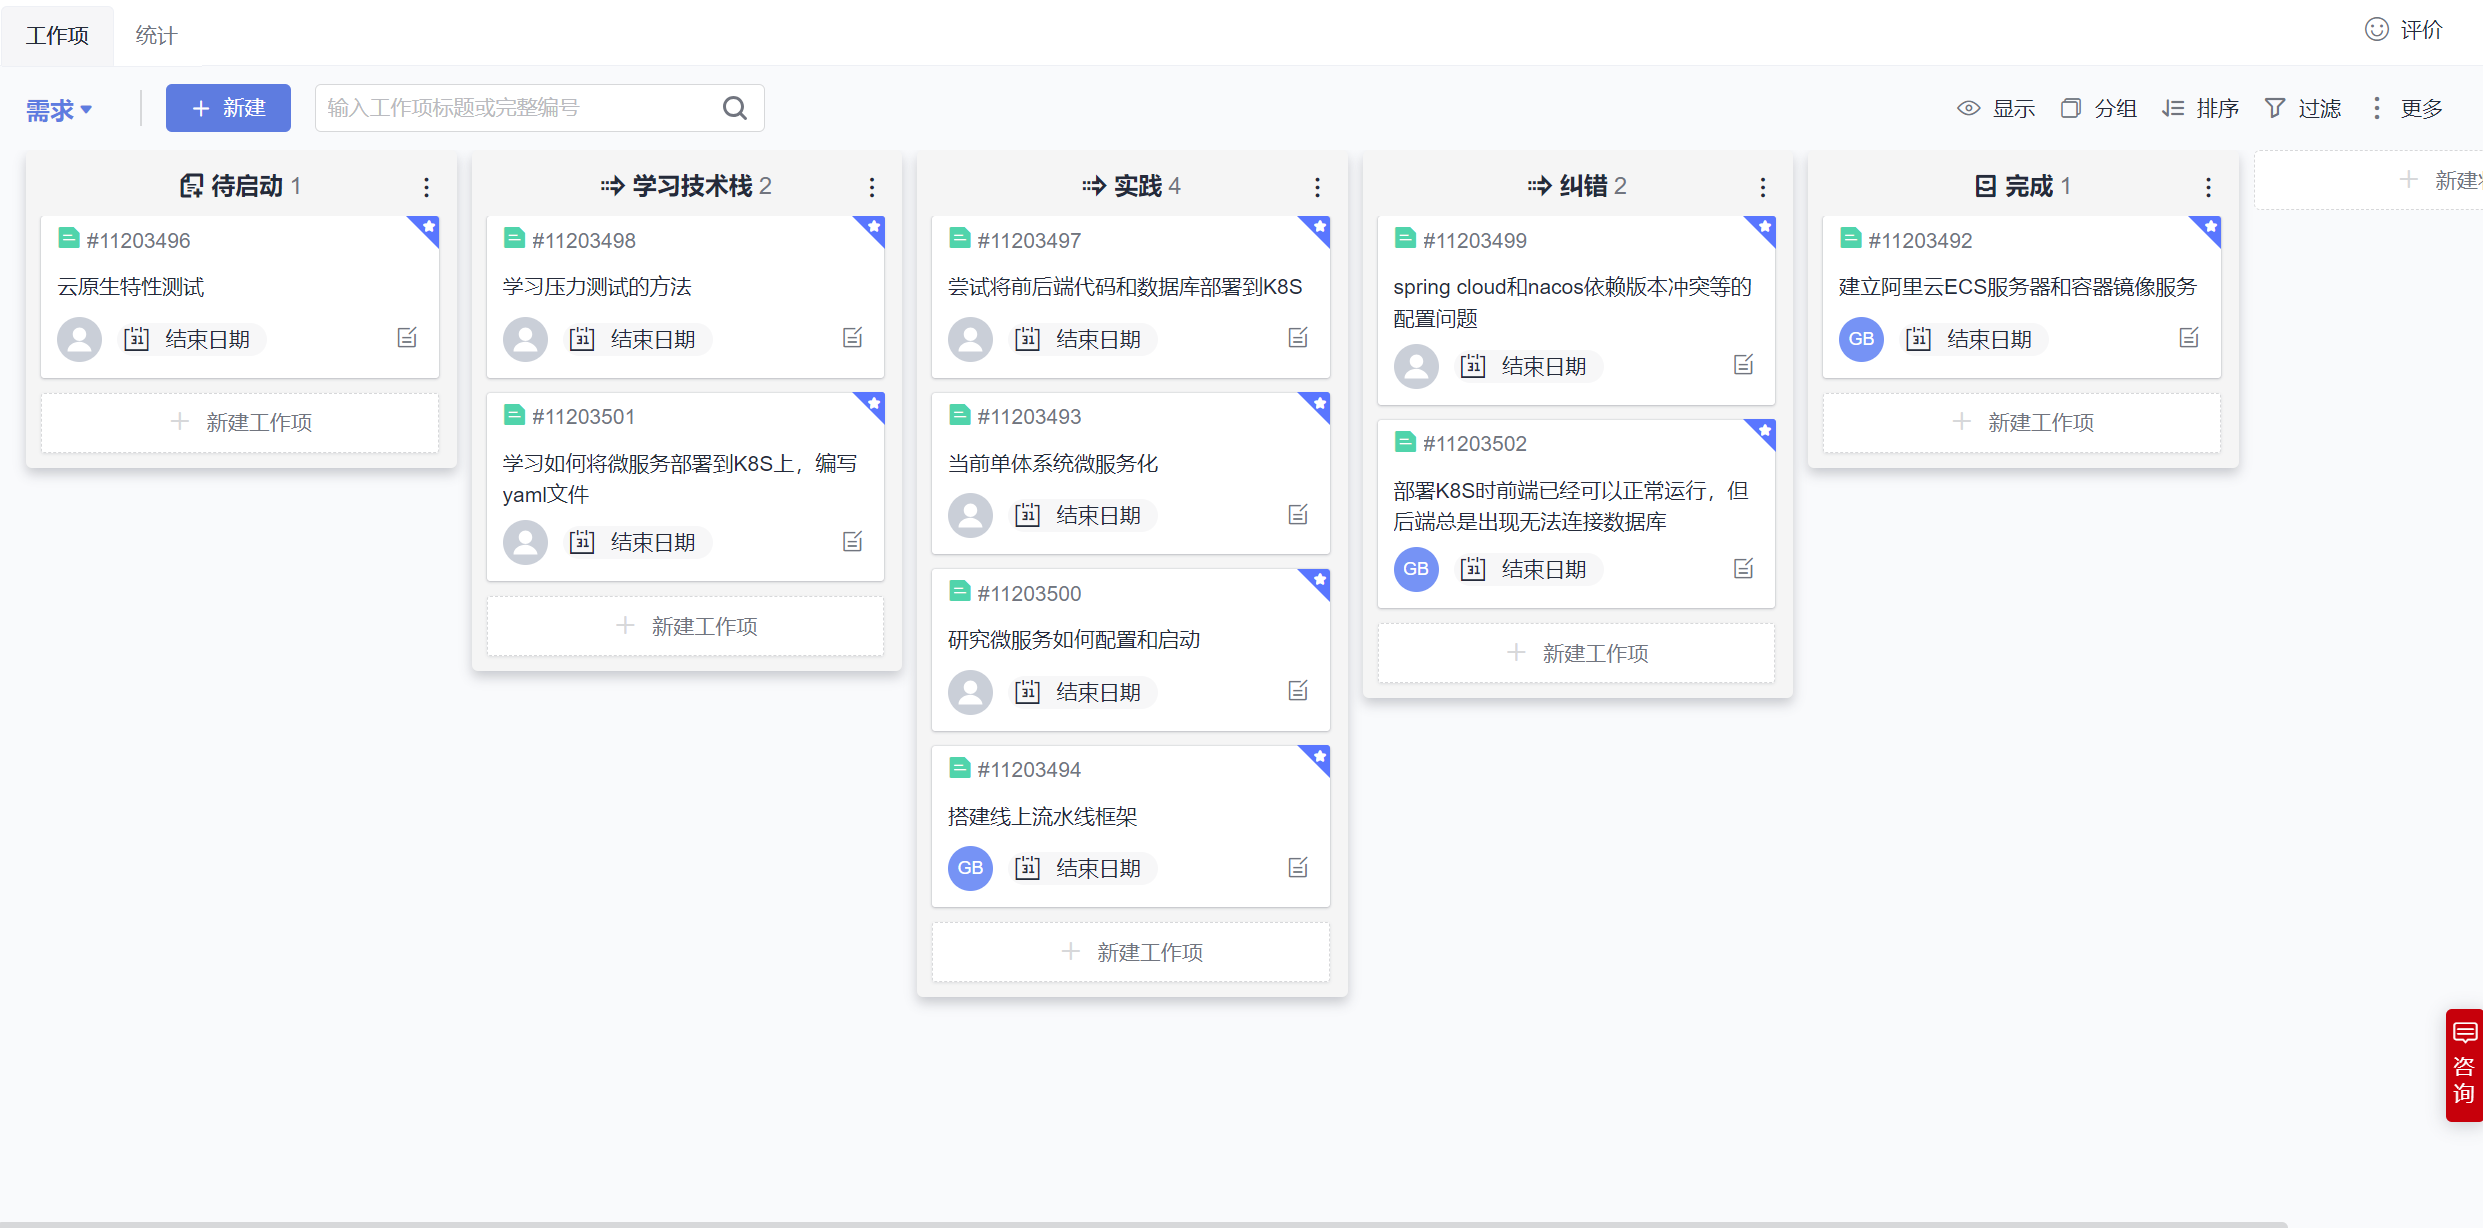 工作项
统计
评价
需求
新建
输入工作项标题或完整编号
显示
分组
排序
过滤
更多
待启动 1
#11203496
云原生特性测试
31 结束日期
新建工作项
学习技术栈 2
#11203498
学习压力测试的方法
31 结束日期
#11203501
学习如何将微服务部署到K8S上，编写
yaml文件
31 结束日期
新建工作项
实践 4
#11203497
尝试将前后端代码和数据库部署到K8S
31 结束日期
#11203493
当前单体系统微服务化
31 结束日期
#11203500
研究微服务如何配置和启动
31 结束日期
#11203494
搭建线上流水线框架
GB 31 结束日期
新建工作项
纠错 2
#11203499
spring cloud和nacos依赖版本冲突等的
配置问题
31 结束日期
#11203502
部署K8S时前端已经可以正常运行，但
后端总是出现无法连接数据库
GB 31 结束日期
新建工作项
完成 1
#11203492
建立阿里云ECS服务器和容器镜像服务
GB 31 结束日期
新建工作项
新建
咨
询